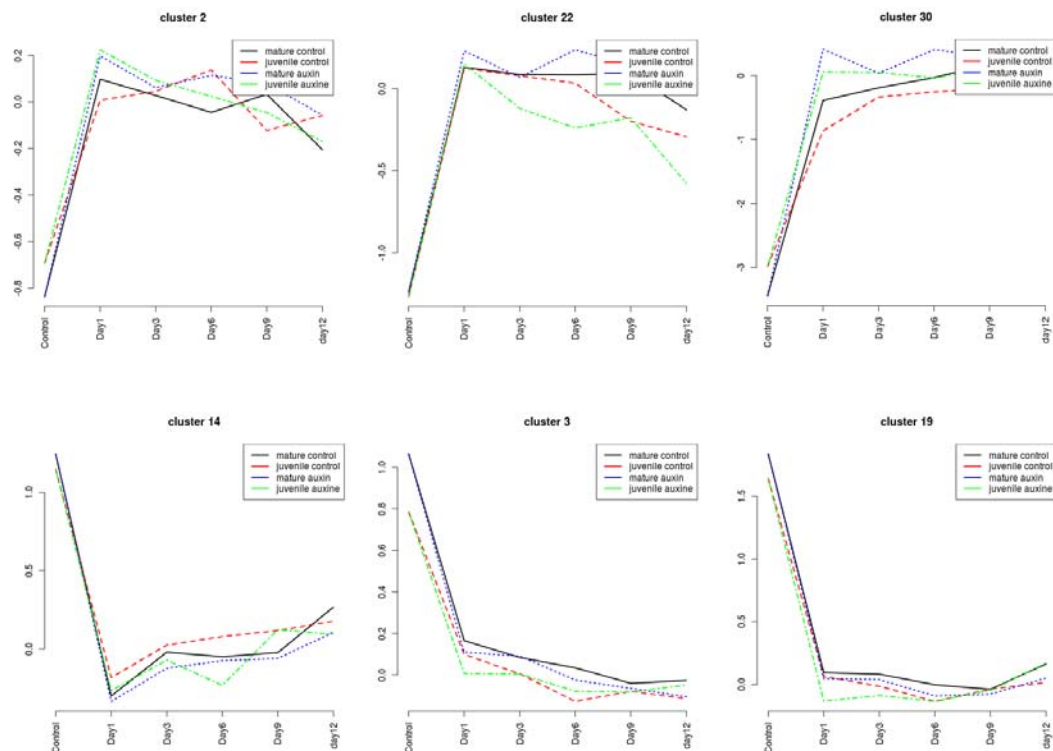 cluster 2
mature control
juvenile control
mature auxin
juvenile auxine
0.2
0.0
-0.2
-0.4
-0.6
-0.8
Control
Day1
Day3
Day6
Day9
day12
cluster 22
mature control
juvenile control
mature auxin
juvenile auxine
0.0
-0.5
-1.0
Control
Day1
Day3
Day6
Day9
day12
cluster 30
mature control
juvenile control
mature auxin
juvenile auxine
0
-1
-2
-3
Control
Day1
Day3
Day6
Day9
day12
cluster 14
mature control
juvenile control
mature auxin
juvenile auxine
1.0
0.5
0.0
Control
Day1
Day3
Day6
Day9
day12
cluster 3
mature control
juvenile control
mature auxin
juvenile auxine
1.0
0.8
0.6
0.4
0.2
0.0
Control
Day1
Day3
Day6
Day9
day12
cluster 19
mature control
juvenile control
mature auxin
juvenile auxine
1.5
1.0
0.5
0.0
Control
Day1
Day3
Day6
Day9
day12